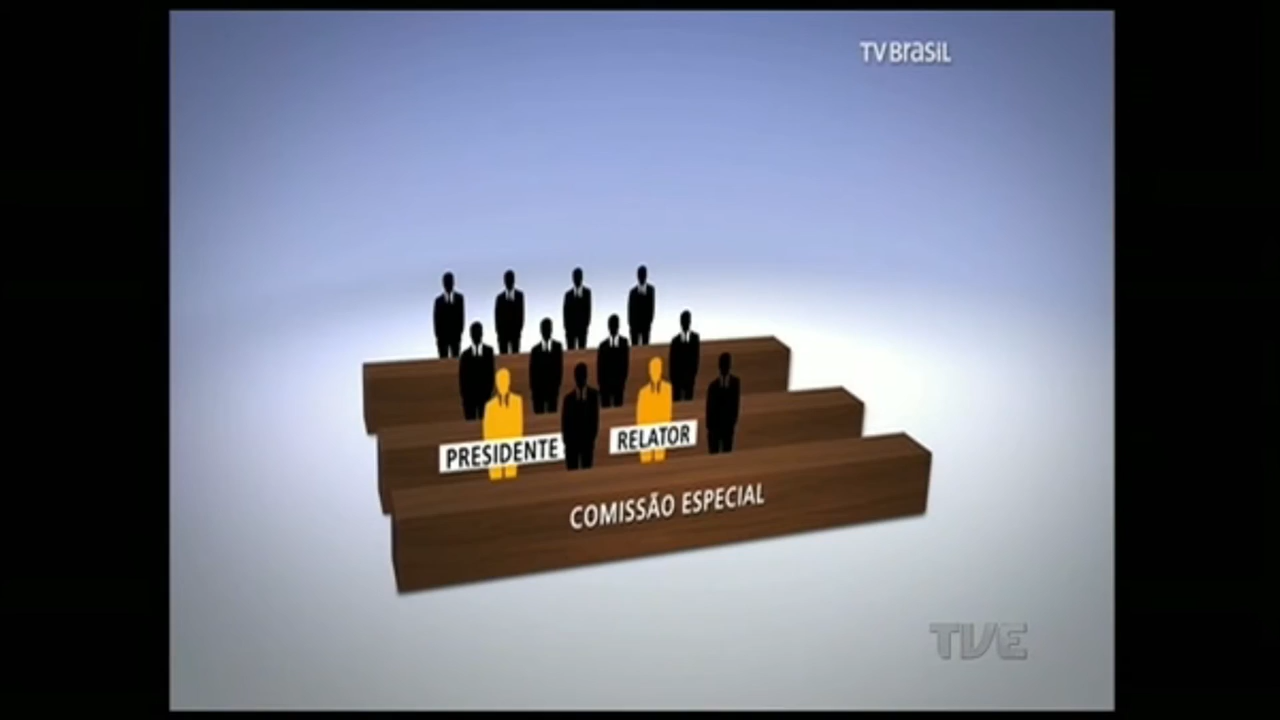 TV BRASIL
PRESIDENTE
RELATOR
COMISSÃO ESPECIAL
TVE